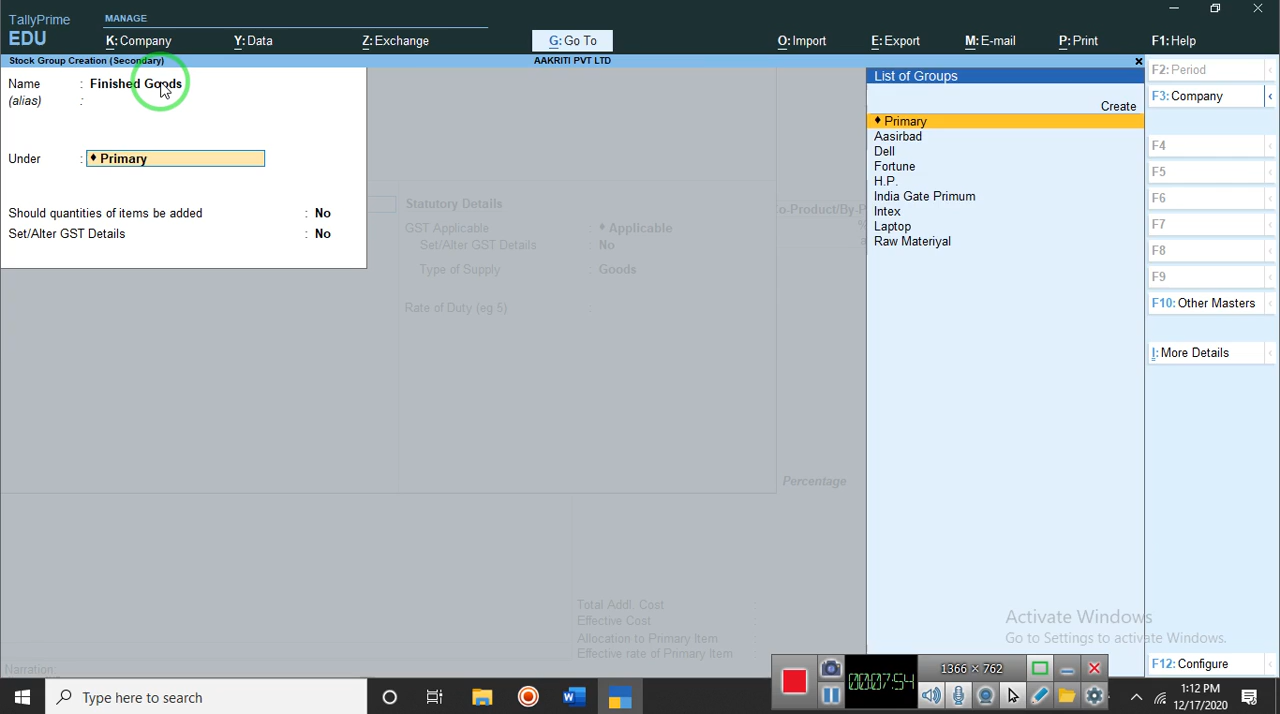 TallyPrime
MANAGE
EDU
K: Company
Y: Data
Z: Exchange
G: Go To
O: Import
E: Export
M: E-mail
P: Print
F1: Help
Stock Group Creation (Secondary)
AAKRITI PVT LTD
Name : Finished Goods
(alias) :
Under : ♦ Primary
Should quantities of items be added : No
Set/Alter GST Details : No
Statutory Details
GST Applicable : ♦ Applicable
Set/Alter GST Details : No
Type of Supply : Goods
Rate of Duty (eg 5) :
Co-Product/By-P
%
Percentage
Total Addl. Cost :
Effective Cost :
Allocation to Primary Item :
Effective rate of Primary Item :
Narration:
List of Groups
Create
♦ Primary
Aasirbad
Dell
Fortune
H.P.
India Gate Primum
Intex
Laptop
Raw Materiyal
F2: Period
F3: Company
F4
F5
F6
F7
F8
F9
F10: Other Masters
I: More Details
F12: Configure
Activate Windows
Go to Settings to activate Windows.
1366 × 762
00:07:54
Type here to search
1:12 PM
12/17/2020